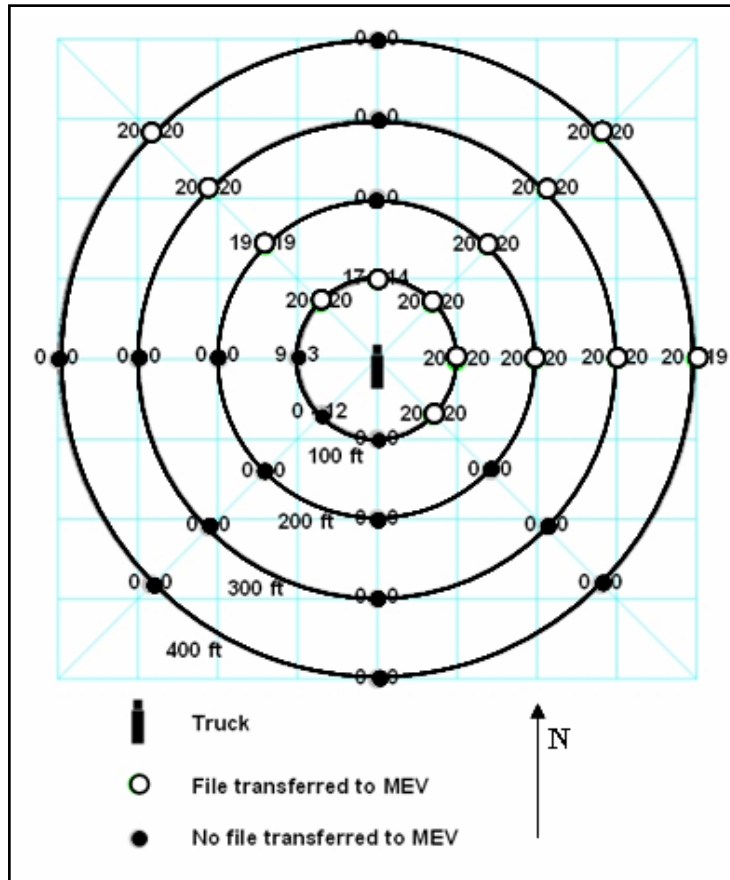 0 0
20 20 0 0 20 20
20 20 20 20
0 0
19 19 20 20
17 14
20 20 20 20
0 0 0 0 0 0 9 3 20 20 20 20 20 20 20 19
0 12 20 20
0 0
100 ft
0 0 0 0
200 ft 0 0
0 0 0 0
0 0 0 0
300 ft 0 0
400 ft
0 0
Truck
N
File transferred to MEV
No file transferred to MEV